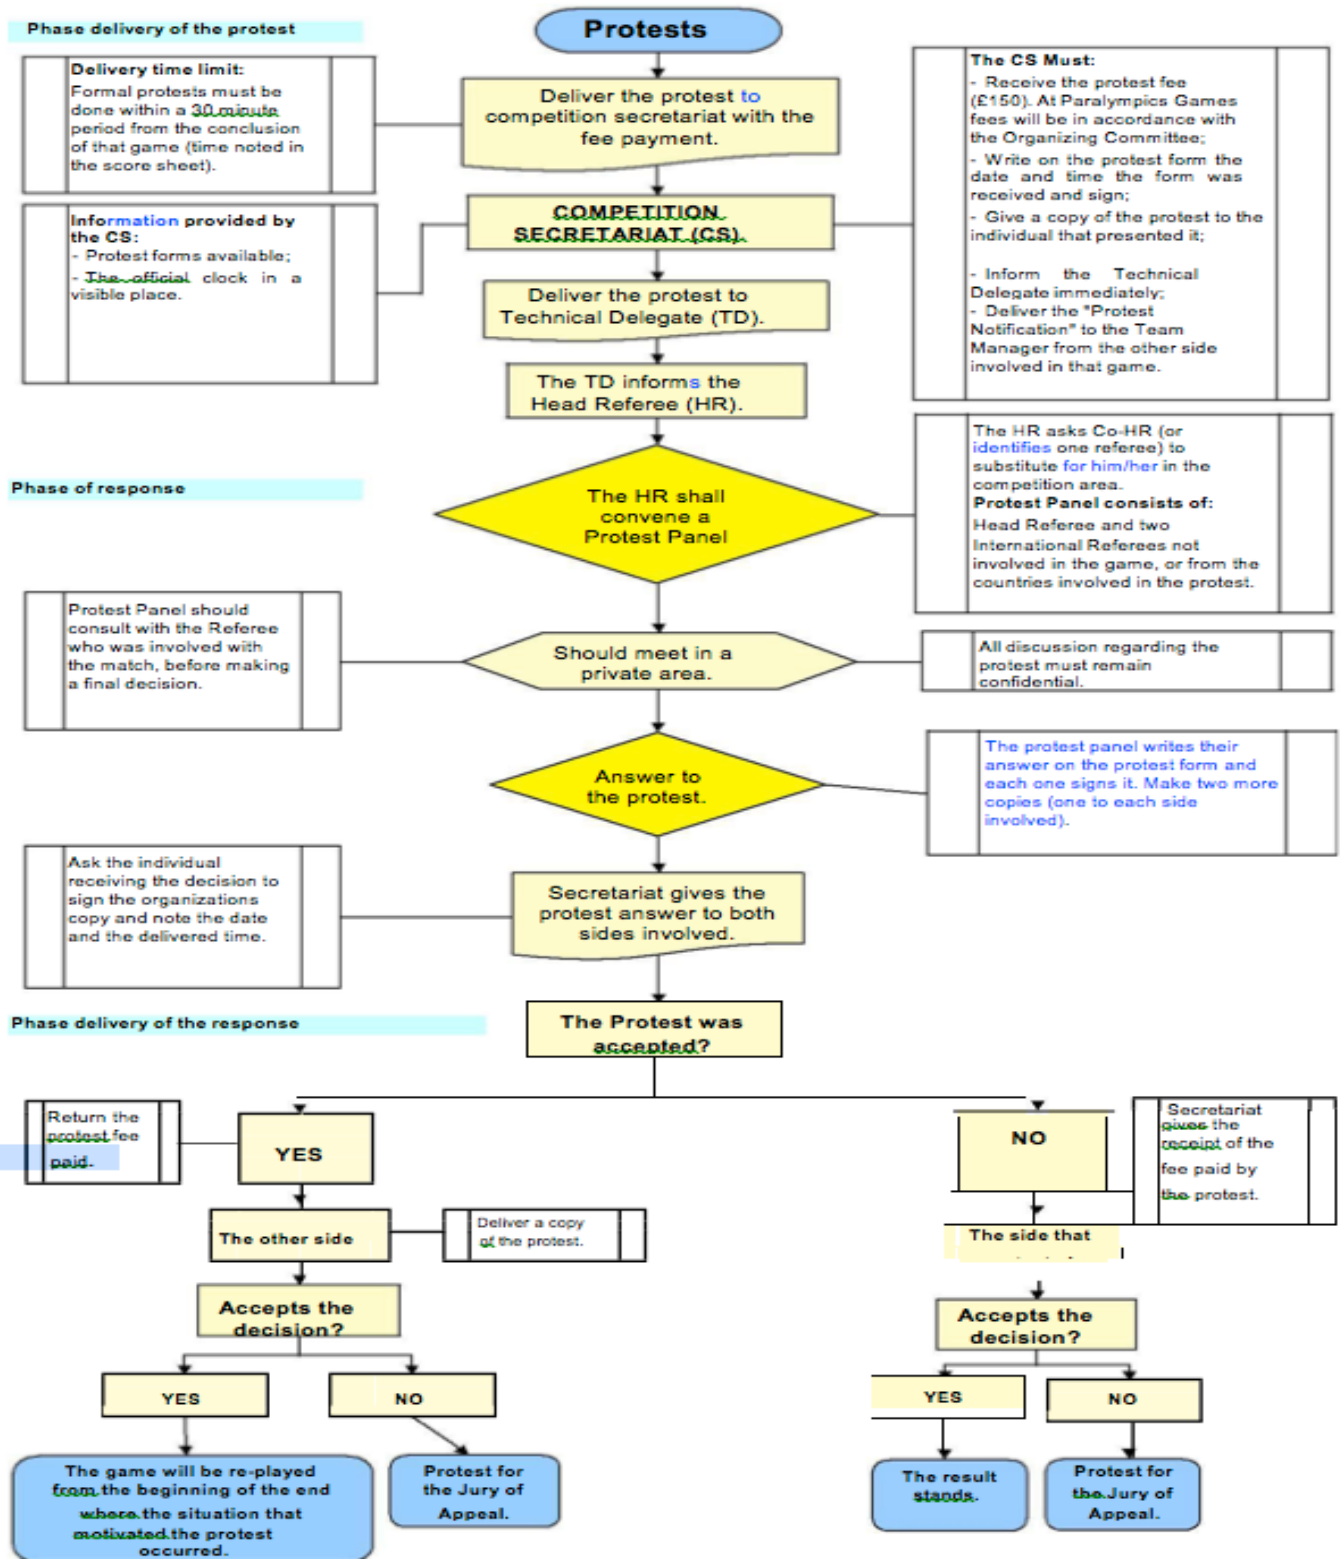 Phase delivery of the protest
Protests
Delivery time limit:
Formal protests must be
done within a 30 minute
period from the conclusion
of that game (time noted in
the score sheet).
Deliver the protest to
competition secretariat with the
fee payment.
The CS Must:
- Receive the protest fee
(£150). At Paralympics Games
fees will be in accordance with
the Organizing Committee;
- Write on the protest form the
date and time the form was
received and sign;
- Give a copy of the protest to the
individual that presented it;
- Inform the Technical
Delegate immediately;
- Deliver the "Protest
Notification" to the Team
Manager from the other side
involved in that game.
Information provided by
the CS:
- Protest forms available;
- The official clock in a
visible place.
COMPETITION
SECRETARIAT (CS)
Deliver the protest to
Technical Delegate (TD).
The TD informs the
Head Referee (HR).
Phase of response
The HR shall
convene a
Protest Panel
The HR asks Co-HR (or
identifies one referee) to
substitute for him/her in the
competition area.
Protest Panel consists of:
Head Referee and two
International Referees not
involved in the game, or from the
countries involved in the protest.
Protest Panel should
consult with the Referee
who was involved with
the match, before making
a final decision.
Should meet in a
private area.
All discussion regarding the
protest must remain
confidential.
Answer to
the protest.
The protest panel writes their
answer on the protest form and
each one signs it. Make two more
copies (one to each side
involved).
Ask the individual
receiving the decision to
sign the organizations
copy and note the date
and the delivered time.
Secretariat gives the
protest answer to both
sides involved.
Phase delivery of the response
The Protest was
accepted?
Return the
protest fee
paid.
YES
NO
Secretariat
gives the
receipt of the
fee paid by
the protest.
The other side
Deliver a copy
of the protest.
The side that
Accepts the
decision?
Accepts the
decision?
YES
NO
YES
NO
The game will be re-played
from the beginning of the end
where the situation that
motivated the protest
occurred.
Protest for
the Jury of
Appeal.
The result
stands.
Protest for
the Jury of
Appeal.